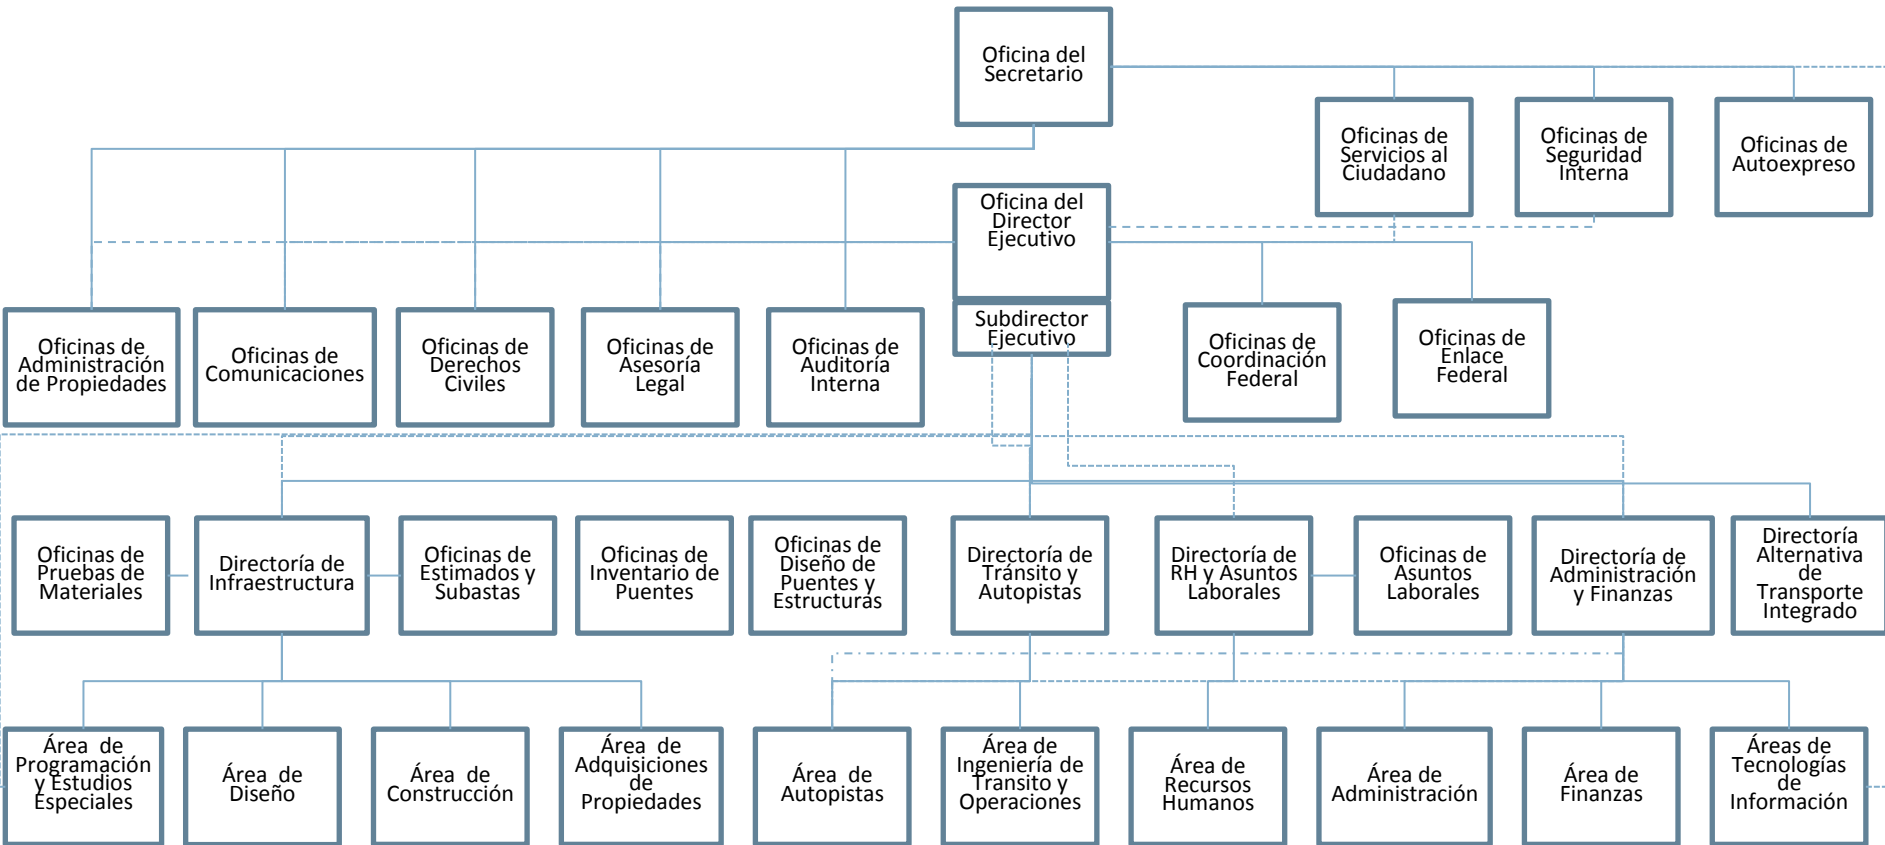 Oficina del
Secretario
Oficinas de
Servicios al
Ciudadano
Oficinas de
Seguridad
Interna
Oficinas de
Autoexpreso
Oficina del
Director
Ejecutivo
Subdirector
Ejecutivo
Oficinas de
Administración
de Propiedades
Oficinas de
Comunicaciones
Oficinas de
Derechos
Civiles
Oficinas de
Asesoría
Legal
Oficinas de
Auditoría
Interna
Oficinas de
Coordinación
Federal
Oficinas de
Enlace
Federal
Oficinas de
Pruebas de
Materiales
Directoría de
Infraestructura
Oficinas de
Estimados y
Subastas
Oficinas de
Inventario de
Puentes
Oficinas de
Diseño de
Puentes y
Estructuras
Directoría de
Tránsito y
Autopistas
Directoría de
RH y Asuntos
Laborales
Oficinas de
Asuntos
Laborales
Directoría de
Administración
y Finanzas
Directoría
Alternativa
de
Transporte
Integrado
Área de
Programación
y Estudios
Especiales
Área de
Diseño
Área de
Construcción
Área de
Adquisiciones
de
Propiedades
Área de
Autopistas
Área de
Ingeniería de
Transito y
Operaciones
Área de
Recursos
Humanos
Área de
Administración
Área de
Finanzas
Áreas de
Tecnologías
de
Información